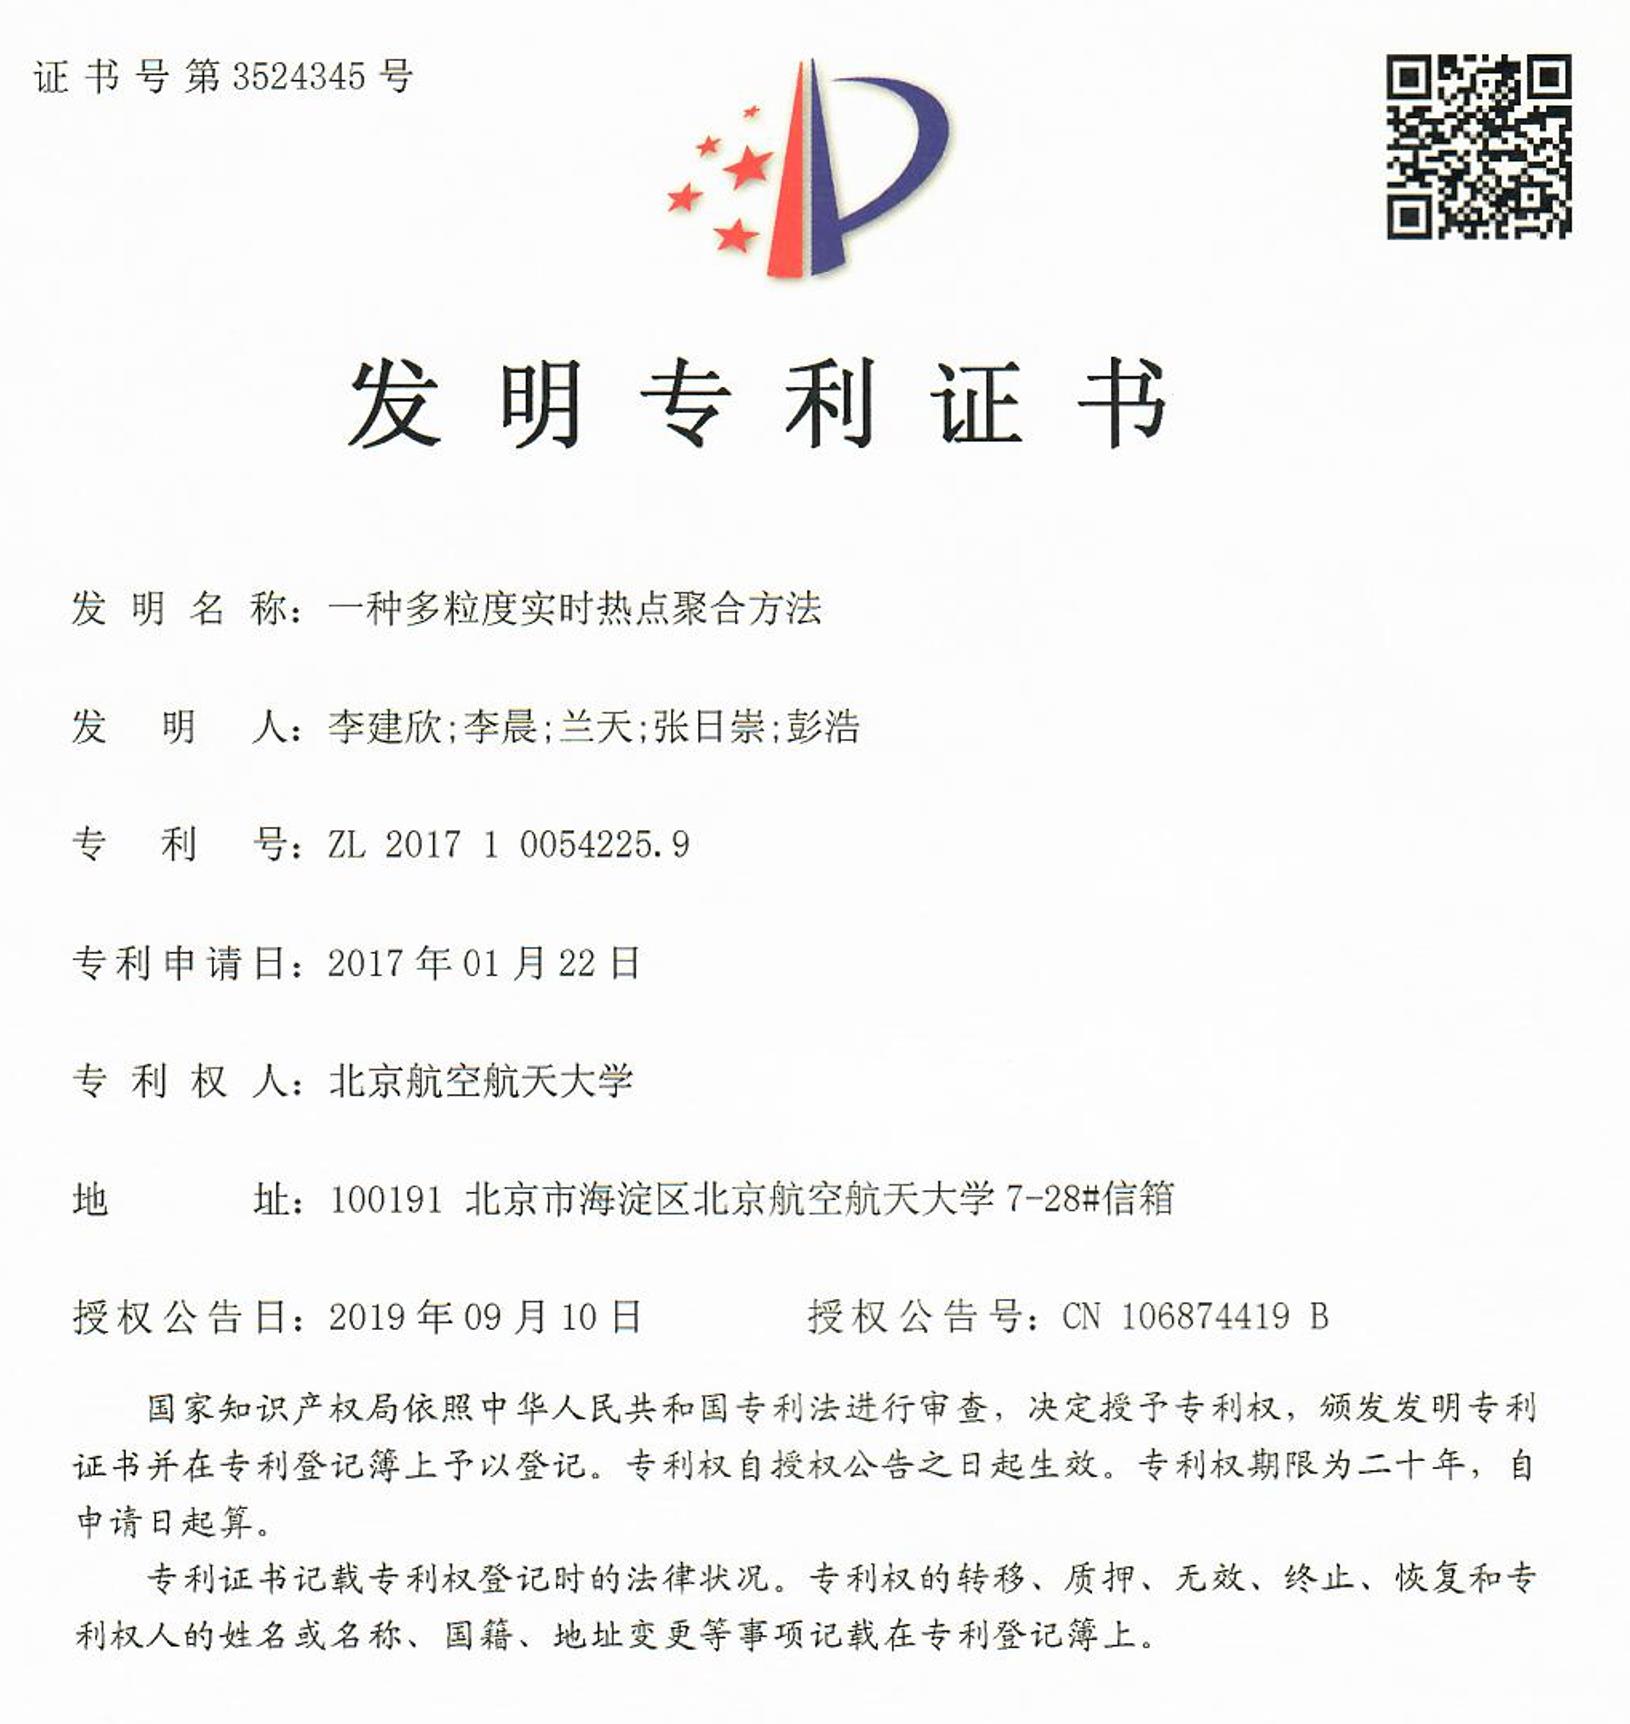 证书号第3524345号
发明专利证书
发明名称：一种多粒度实时热点聚合方法
发明人：李建欣;李晨;兰天;张日崇;彭浩
专利号：ZL 2017 1 0054225.9
专利申请日：2017年01月22日
专利权人：北京航空航天大学
地址：100191 北京市海淀区北京航空航天大学7-28#信箱
授权公告日：2019年09月10日 授权公告号：CN 106874419 B
国家知识产权局依照中华人民共和国专利法进行审查，决定授予专利权，颁发发明专利
证书并在专利登记簿上予以登记。专利权自授权公告之日起生效。专利权期限为二十年，自
申请日起算。
专利证书记载专利权登记时的法律状况。专利权的转移、质押、无效、终止、恢复和专
利权人的姓名或名称、国籍、地址变更等事项记载在专利登记簿上。